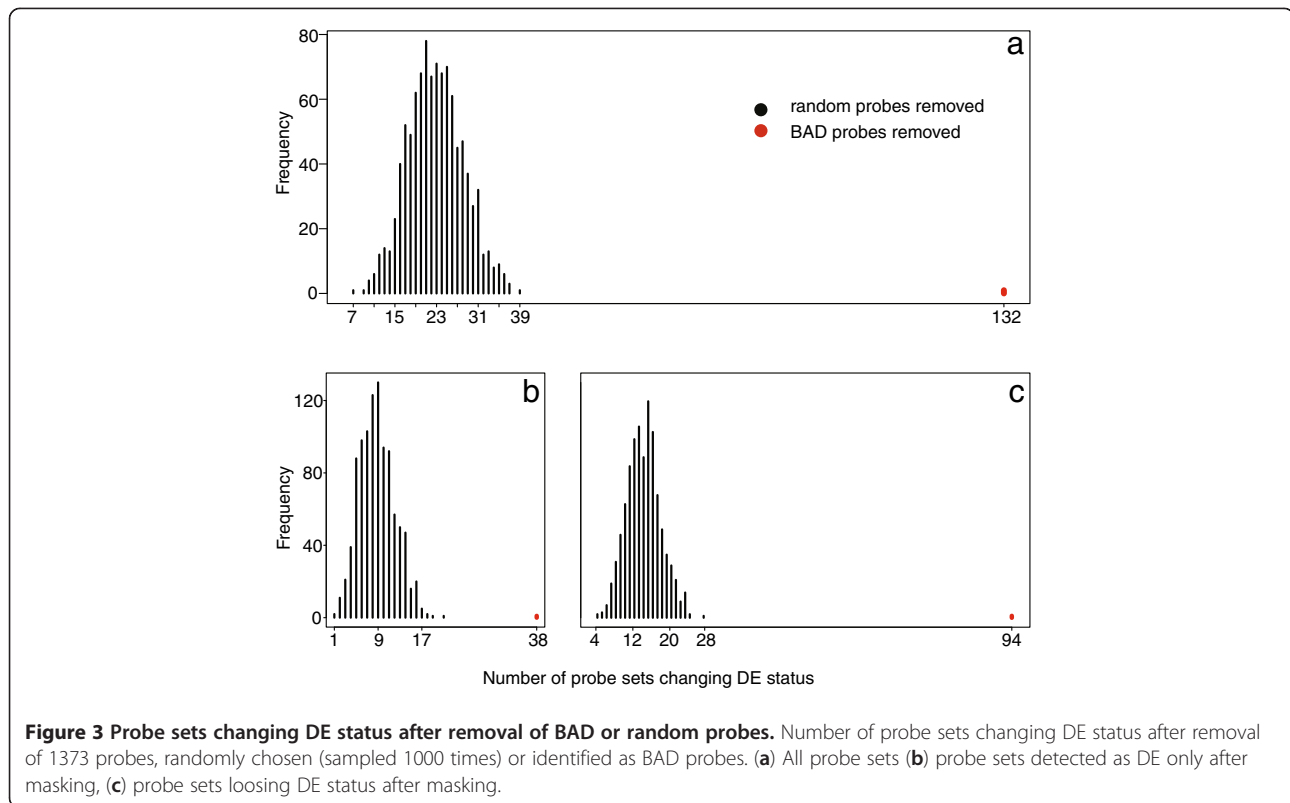 a
80
60
40
20
0
Frequency
random probes removed
BAD probes removed
7 15 23 31 39 132
b
120
80
40
0
Frequency
1 9 17 38
c
4 12 20 28 94
Number of probe sets changing DE status
Figure 3 Probe sets changing DE status after removal of BAD or random probes. Number of probe sets changing DE status after removal
of 1373 probes, randomly chosen (sampled 1000 times) or identified as BAD probes. (a) All probe sets (b) probe sets detected as DE only after
masking, (c) probe sets loosing DE status after masking.